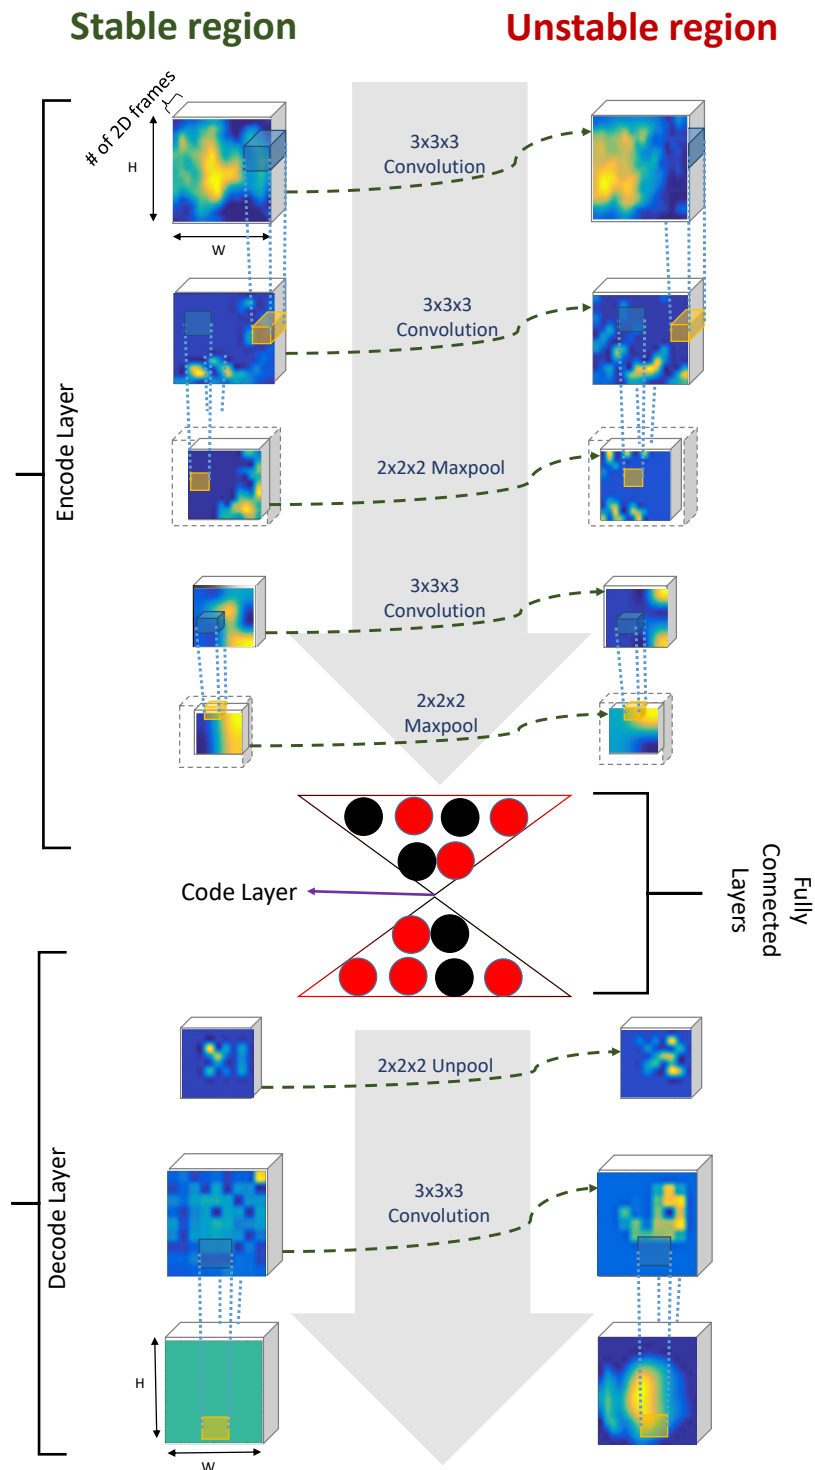 Stable region
Unstable region
# of 2D frames
H
W
3x3x3
Convolution
3x3x3
Convolution
2x2x2 Maxpool
3x3x3
Convolution
2x2x2
Maxpool
Encode Layer
Code Layer
Fully
Connected
Layers
Decode Layer
2x2x2 Unpool
3x3x3
Convolution
H
W